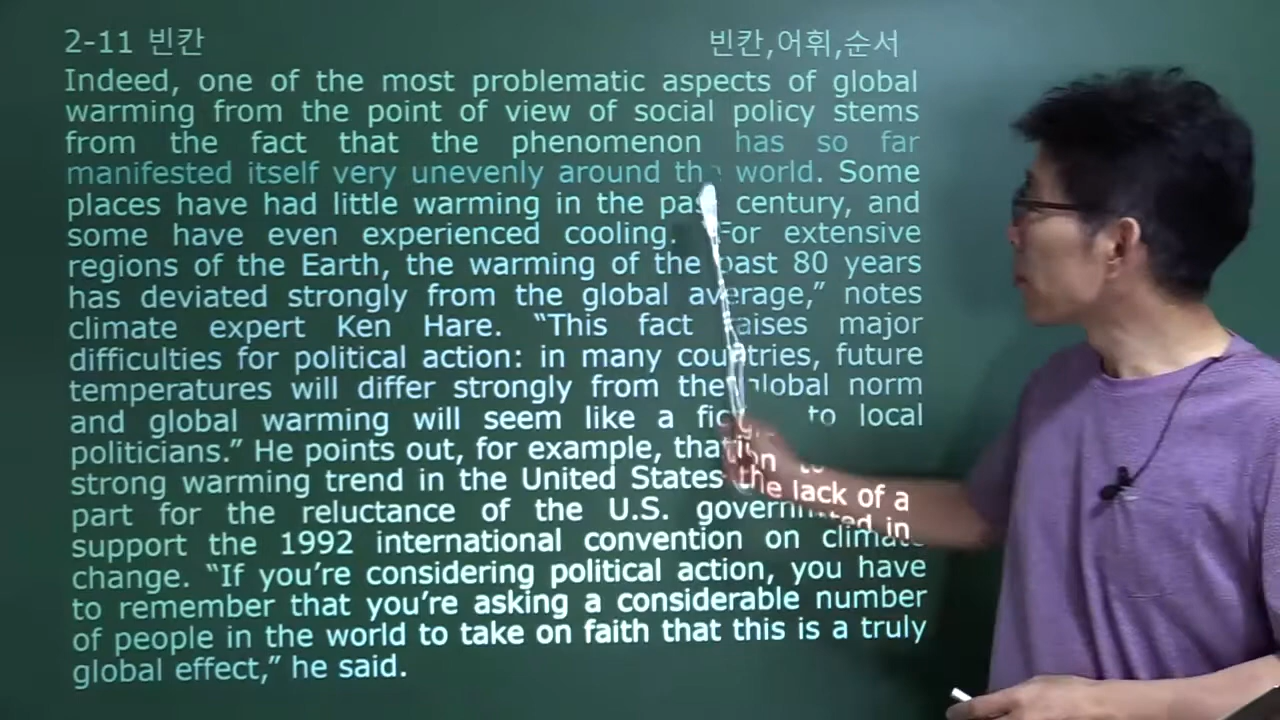 2-11 빈칸
빈칸,어휘,순서
Indeed, one of the most problematic aspects of global
warming from the point of view of social policy stems
from the fact that the phenomenon has so far
manifested itself very unevenly around the world. Some
places have had little warming in the past century, and
some have even experienced cooling. "For extensive
regions of the Earth, the warming of the past 80 years
has deviated strongly from the global average,” notes
climate expert Ken Hare. “This fact raises major
difficulties for political action: in many countries, future
temperatures will differ strongly from the global norm
and global warming will seem like a fiction to local
politicians.” He points out, for example, that the lack of a
strong warming trend in the United States
part for the reluctance of the U.S. government
support the 1992 international convention on climate
change. “If you’re considering political action, you have
to remember that you’re asking a considerable number
of people in the world to take on faith that this is a truly
global effect,” he said.